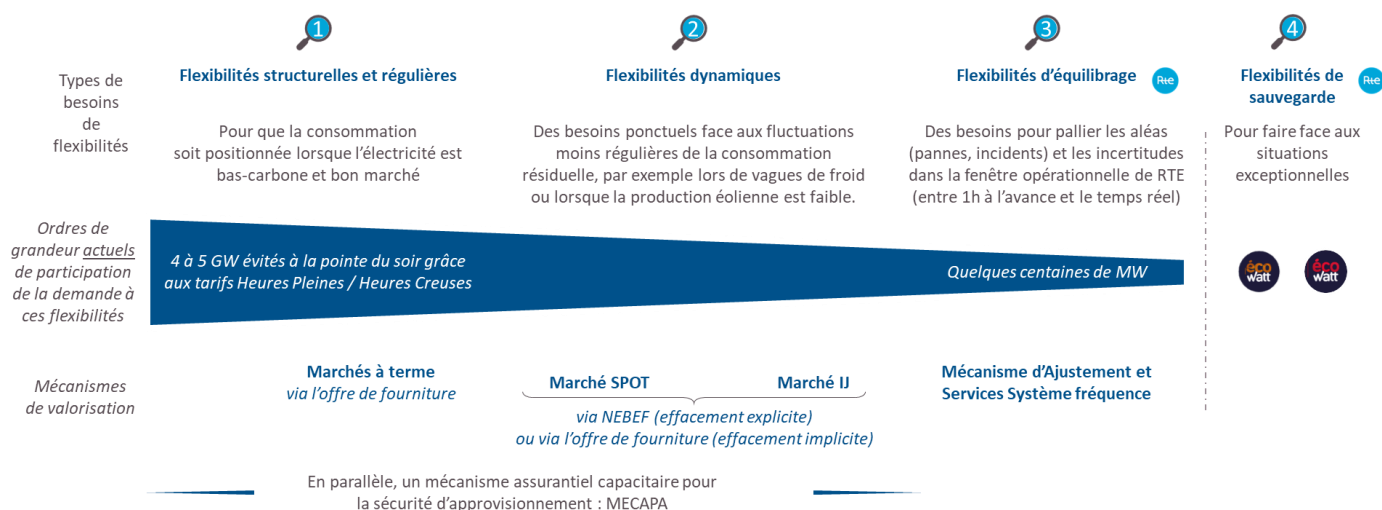 1
2
3
4
Types de
besoins
de
flexibilités
Flexibilités structurelles et régulières
Pour que la consommation
soit positionnée lorsque l'électricité est
bas-carbone et bon marché
Flexibilités dynamiques
Des besoins ponctuels face aux fluctuations
moins régulières de la consommation
résiduelle, par exemple lors de vagues de froid
ou lorsque la production éolienne est faible.
Flexibilités d'équilibrage
Rte
Des besoins pour pallier les aléas
(pannes, incidents) et les incertitudes
dans la fenêtre opérationnelle de RTE
(entre 1h à l'avance et le temps réel)
Flexibilités de
sauvegarde
Rte
Pour faire face aux
situations
exceptionnelles
Ordres de
grandeur actuels
de participation
de la demande à
ces flexibilités
4 à 5 GW évités à la pointe du soir grâce
aux tarifs Heures Pleines / Heures Creuses
Quelques centaines de MW
éco
watt
éco
watt
Mécanismes
de valorisation
Marchés à terme
via l'offre de fourniture
Marché SPOT
Marché IJ
via NEBEF (effacement explicite)
ou via l'offre de fourniture (effacement implicite)
Mécanisme d'Ajustement et
Services Système fréquence
En parallèle, un mécanisme assurantiel capacitaire pour
la sécurité d'approvisionnement : MECAPA